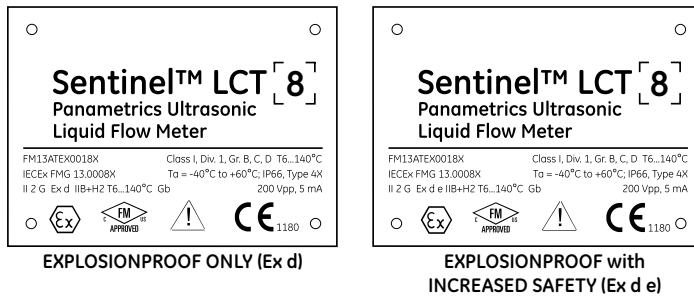 Sentinel™ LCT 8
Panametrics Ultrasonic
Liquid Flow Meter
FM13ATEX0018X Class I, Div. 1, Gr. B, C, D T6...140°C
IECEx FMG 13.0008X Ta = -40°C to +60°C; IP66, Type 4X
II 2 G Ex d IIB+H2 T6...140°C Gb 200 Vpp, 5 mA
Ex C FM US APPROVED ! CE 1180
EXPLOSIONPROOF ONLY (Ex d)
Sentinel™ LCT 8
Panametrics Ultrasonic
Liquid Flow Meter
FM13ATEX0018X Class I, Div. 1, Gr. B, C, D T6...140°C
IECEx FMG 13.0008X Ta = -40°C to +60°C; IP66, Type 4X
II 2 G Ex d e IIB+H2 T6...140°C Gb 200 Vpp, 5 mA
Ex C FM US APPROVED ! CE 1180
EXPLOSIONPROOF with
INCREASED SAFETY (Ex d e)